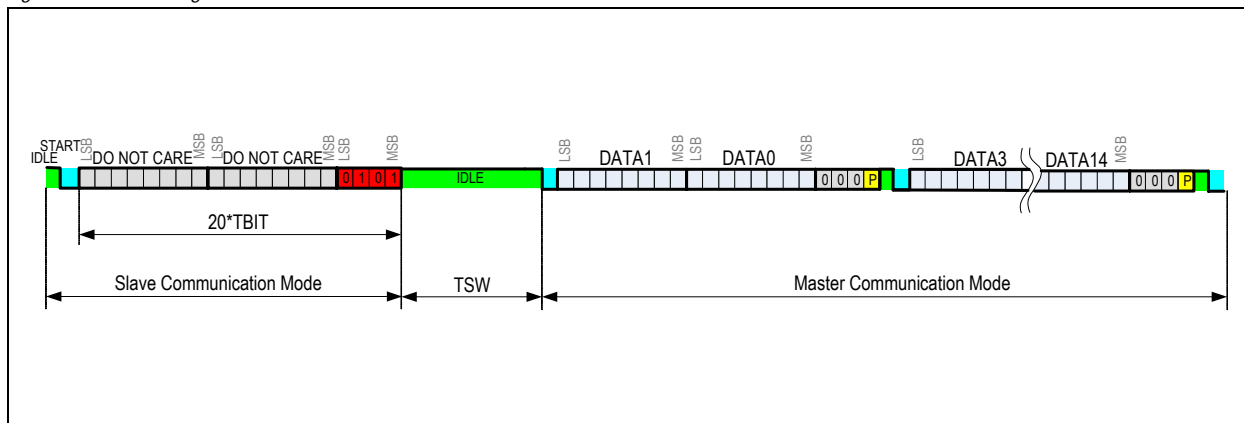 START
IDLE
LSB DO NOT CARE MSB LSB DO NOT CARE MSB LSB MSB LSB DATA1 MSB LSB DATA0 MSB LSB DATA3 DATA14 MSB
0 1 0 1 IDLE 0 0 0 P 0 0 0 P
20*TBIT
Slave Communication Mode TSW Master Communication Mode